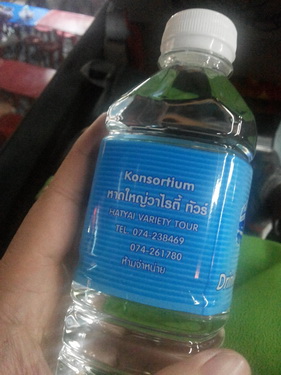 Konsortium
หาดใหญ่วาไรตี้ ทัวร์
HATYAI VARIETY TOUR
TEL. 074-238469
074-261780
ห้ามจำหน่าย